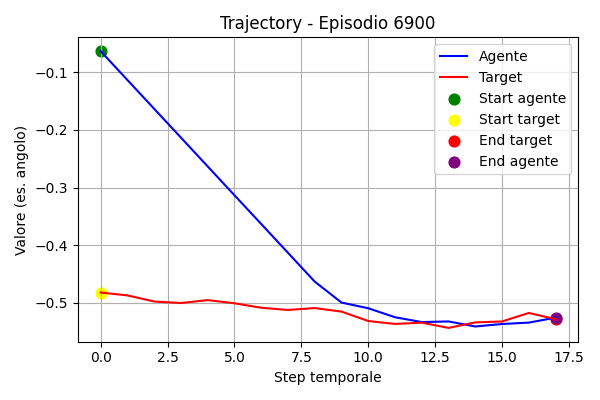 Trajectory - Episodio 6900
Valore (es. angolo)
−0.1
−0.2
−0.3
−0.4
−0.5
Agente
Target
Start agente
Start target
End target
End agente
0.0 2.5 5.0 7.5 10.0 12.5 15.0 17.5
Step temporale